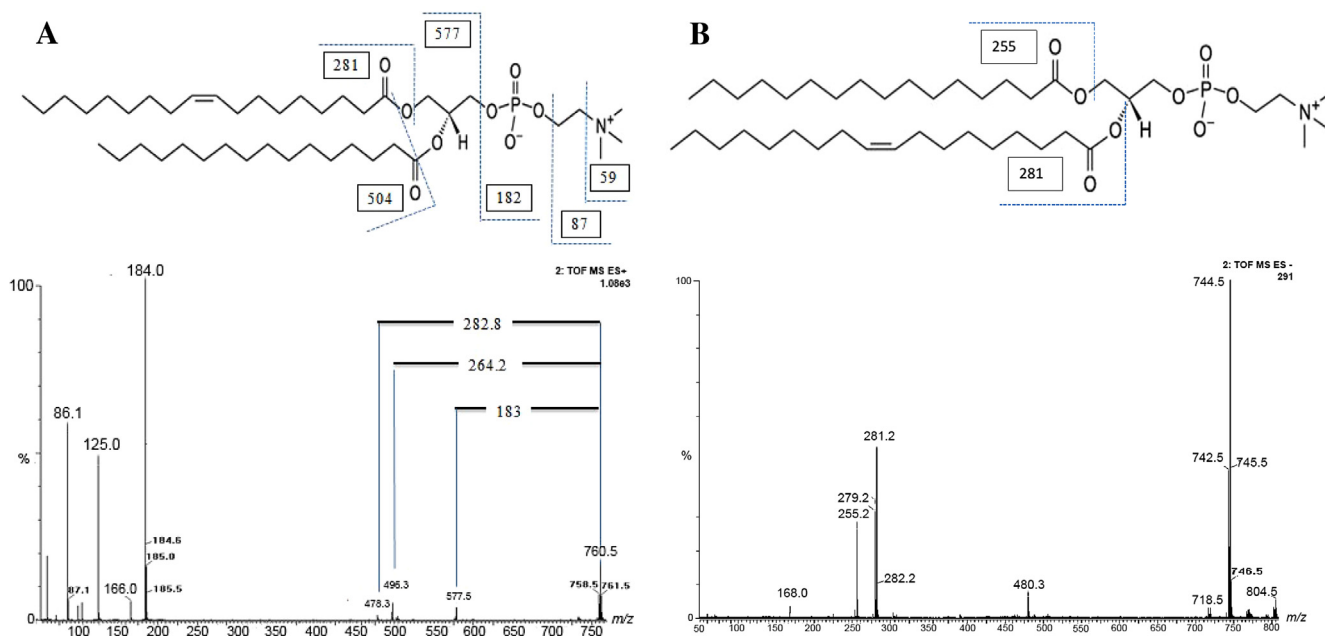 A
577
281
O
O
O
O
P
O
O⁻
N⁺
H
O
504
182
59
87
2: TOF MS ES+
1.08e3
100
184.0
282.8
264.2
183
86.1
125.0
%
184.5
185.0
185.5
87.1
166.0
478.3
496.3
577.5
758.5
760.5
761.5
0
100 150 200 250 300 350 400 450 500 550 600 650 700 750 m/z
B
255
O
O
O
O
P
O
O⁻
N⁺
H
O
281
2: TOF MS ES -
291
100
744.5
742.5
745.5
281.2
%
279.2
255.2
282.2
168.0
480.3
718.5
746.5
804.5
0
50 100 150 200 250 300 350 400 450 500 550 600 650 700 750 800 m/z